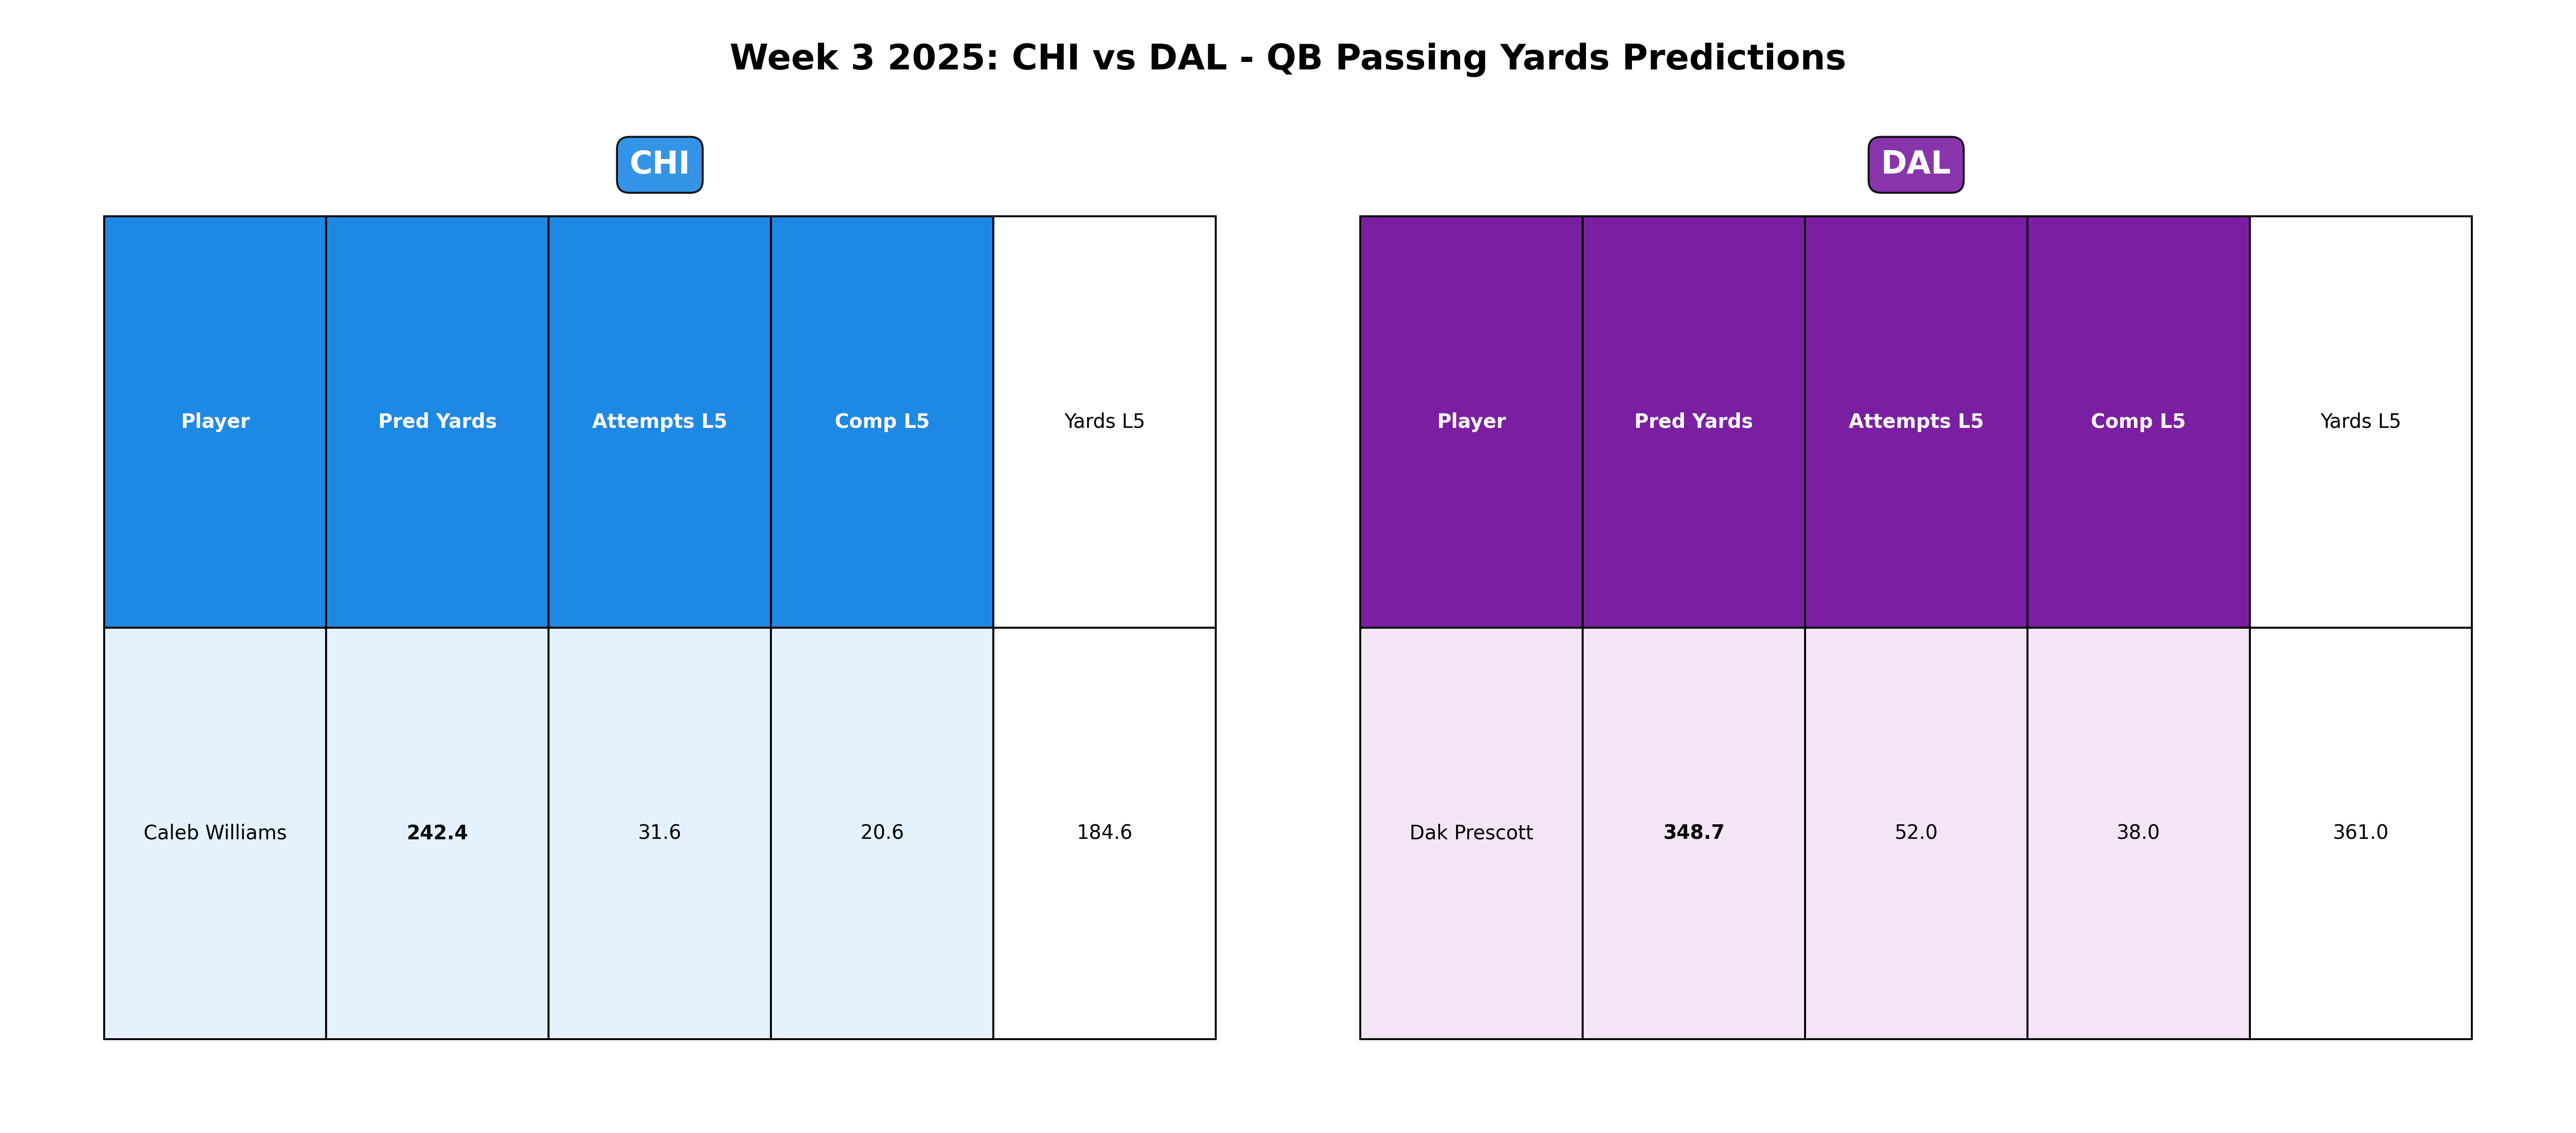 Week 3 2025: CHI vs DAL - QB Passing Yards Predictions
CHI
Player Pred Yards Attempts L5 Comp L5 Yards L5
Caleb Williams 242.4 31.6 20.6 184.6
DAL
Player Pred Yards Attempts L5 Comp L5 Yards L5
Dak Prescott 348.7 52.0 38.0 361.0